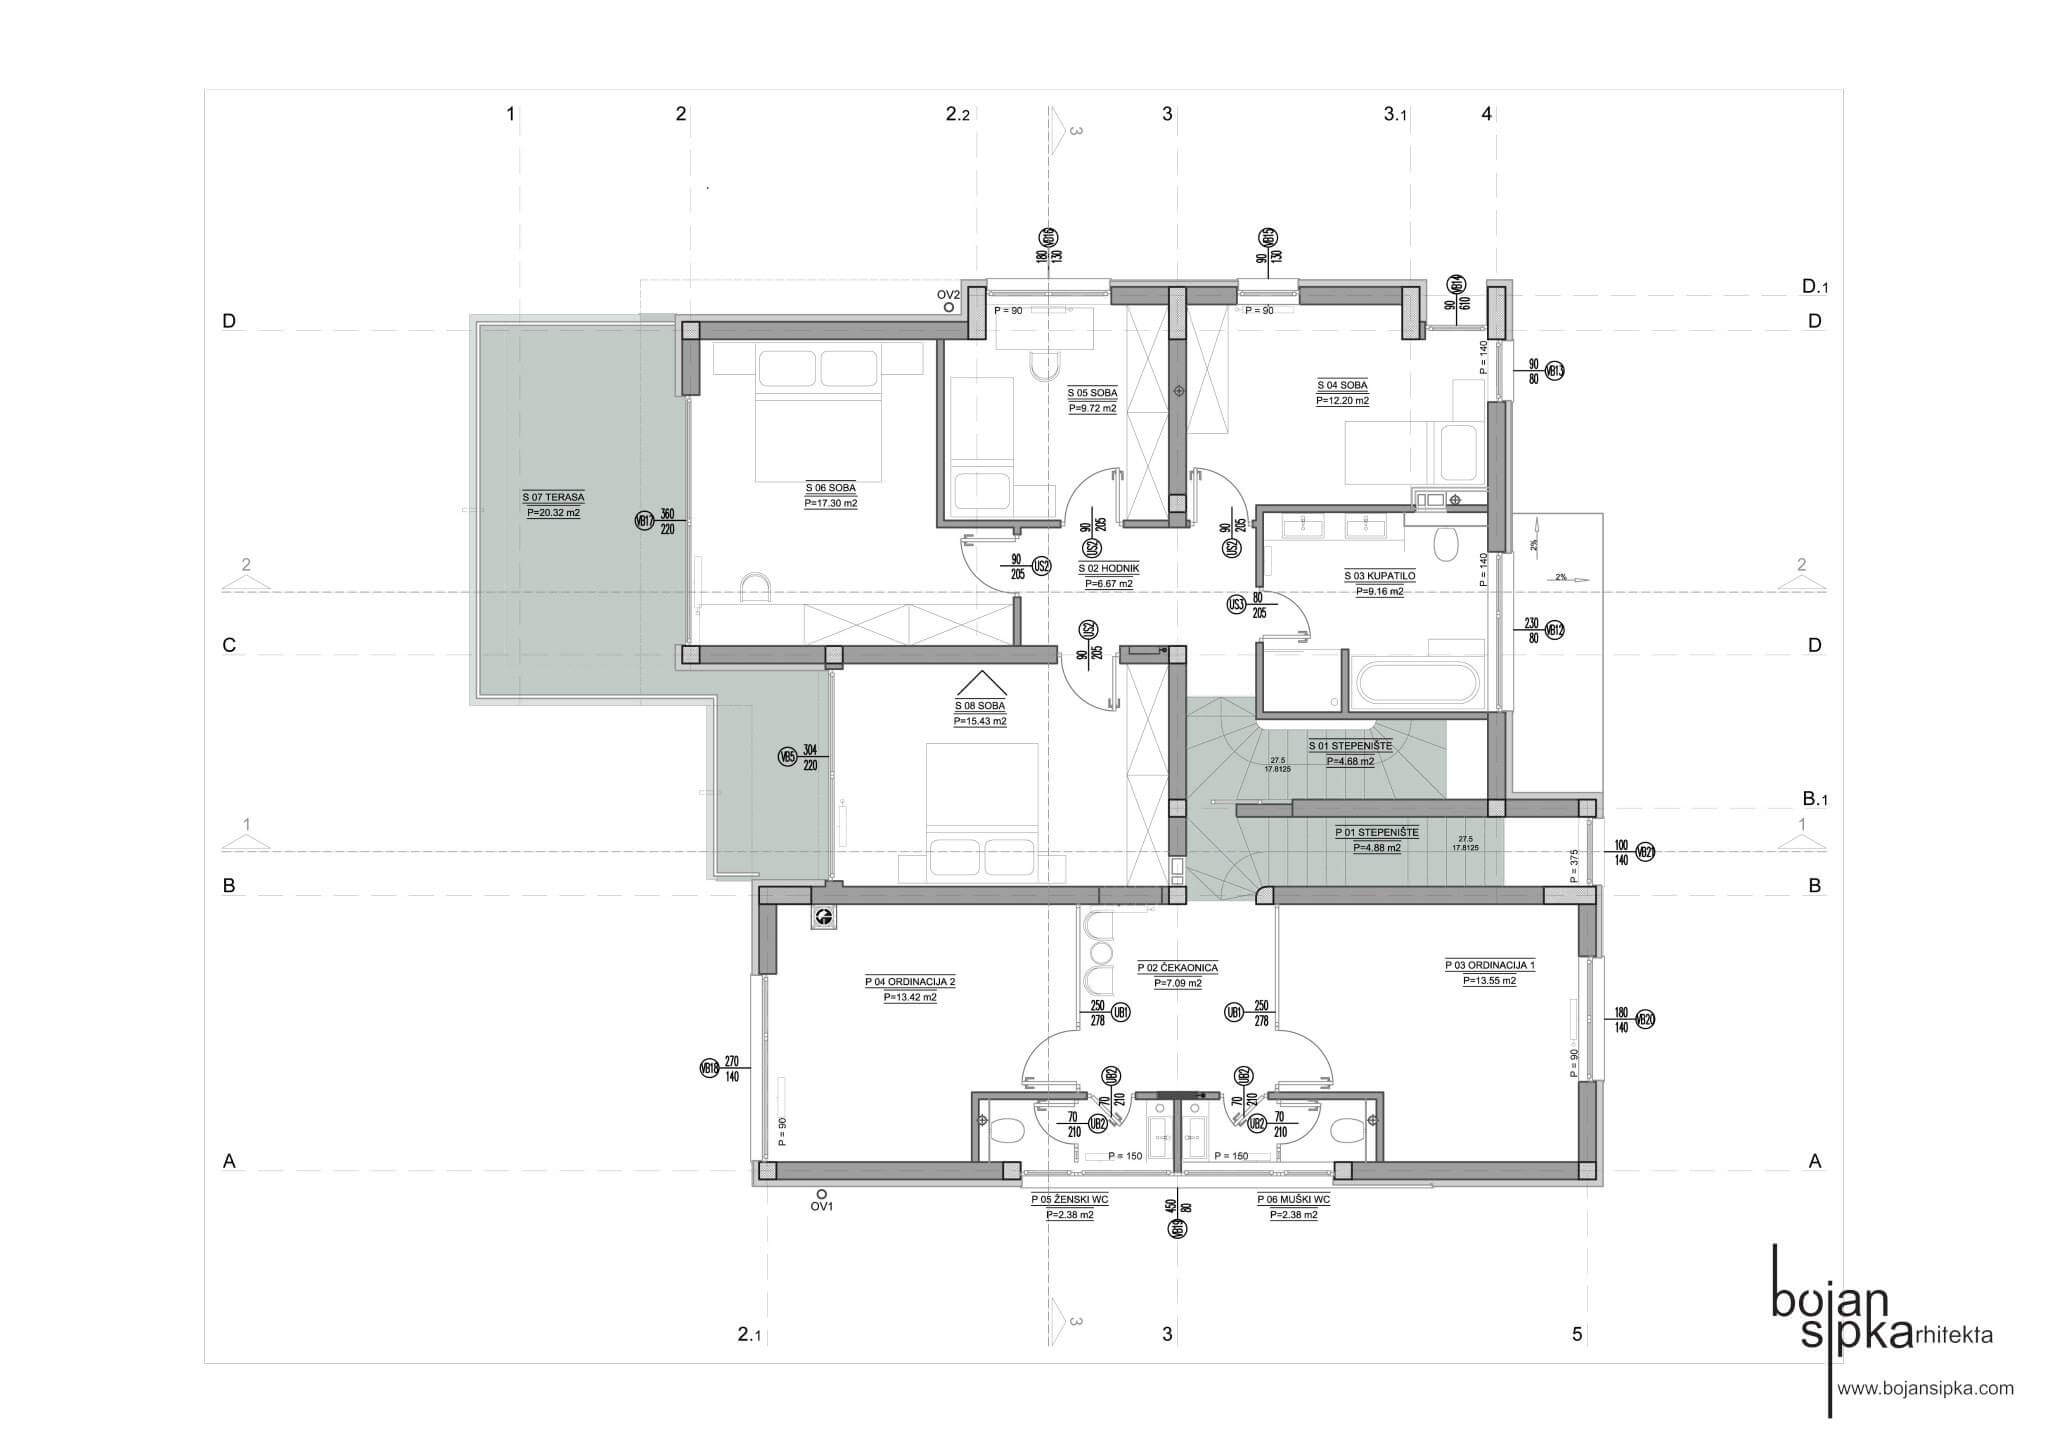 1
2
2.2
3
3
3.1
4
VB16
180
130
VB15
90
130
VB14
90
610
D.1
D
D
OV2
P = 90
P = 90
P = 140
90
80
VB13
S 05 SOBA
P=9.72 m2
S 04 SOBA
P=12.20 m2
S 07 TERASA
P=20.32 m2
S 06 SOBA
P=17.30 m2
VB17
360
220
90
205
US2
90
205
US2
90
205
US2
S 02 HODNIK
P=6.67 m2
S 03 KUPATILO
P=9.16 m2
P = 140
2%
2%
2
2
US3
80
205
US2
90
205
230
80
VB12
C
D
S 08 SOBA
P=15.43 m2
VB5
304
220
S 01 STEPENIŠTE
P=4.68 m2
27.5
17.8125
B.1
1
1
P 01 STEPENIŠTE
P=4.88 m2
27.5
17.8125
P = 375
100
140
VB21
B
B
P 04 ORDINACIJA 2
P=13.42 m2
P 02 ČEKAONICA
P=7.09 m2
P 03 ORDINACIJA 1
P=13.55 m2
250
278
UB1
UB1
250
278
180
140
VB20
P = 90
VB18
270
140
P = 90
UB2
70
210
UB2
70
210
70
210
UB2
UB2
70
210
P = 150
P = 150
A
A
OV1
P 05 ŽENSKI WC
P=2.38 m2
450
80
VB19
P 06 MUŠKI WC
P=2.38 m2
2.1
3
3
5
bojan
sipkarhitekta
www.bojansipka.com